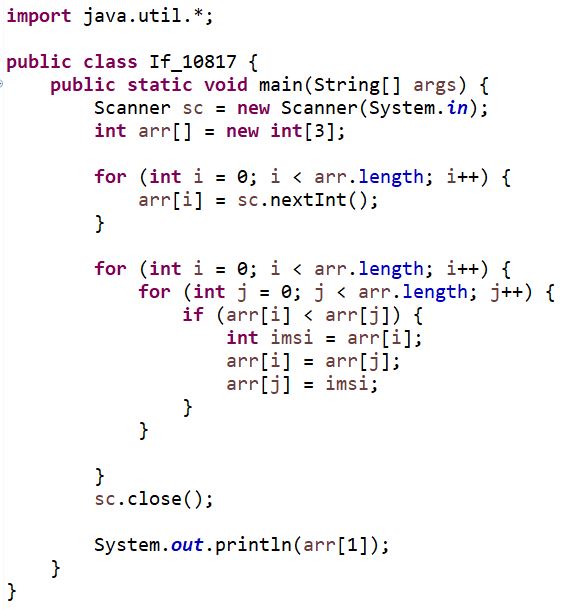 import java.util.*;
public class If_10817 {
public static void main(String[] args) {
Scanner sc = new Scanner(System.in);
int arr[] = new int[3];
for (int i = 0; i < arr.length; i++) {
arr[i] = sc.nextInt();
}
for (int i = 0; i < arr.length; i++) {
for (int j = 0; j < arr.length; j++) {
if (arr[i] < arr[j]) {
int imsi = arr[i];
arr[i] = arr[j];
arr[j] = imsi;
}
}
}
sc.close();
System.out.println(arr[1]);
}
}